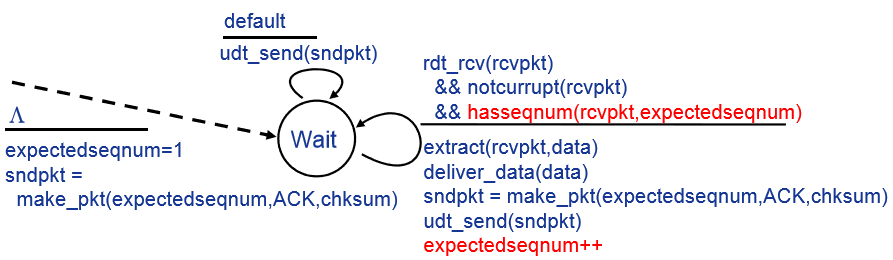 default
udt_send(sndpkt)
rdt_rcv(rcvpkt)
&& notcurrupt(rcvpkt)
&& hasseqnum(rcvpkt,expectedseqnum)
Λ
Wait
expectedseqnum=1
sndpkt =
make_pkt(expectedseqnum,ACK,chksum)
extract(rcvpkt,data)
deliver_data(data)
sndpkt = make_pkt(expectedseqnum,ACK,chksum)
udt_send(sndpkt)
expectedseqnum++